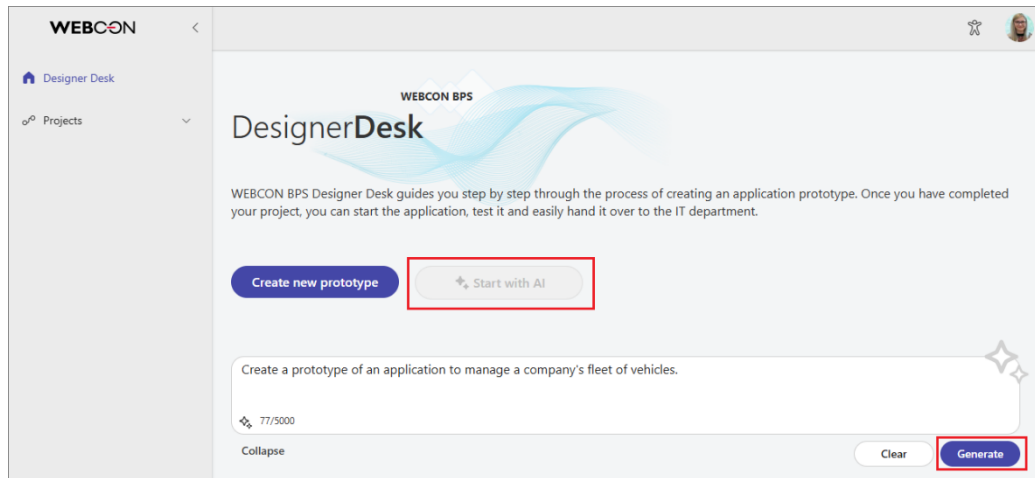 WEBCON
Designer Desk
Projects
WEBCON BPS
DesignerDesk
WEBCON BPS Designer Desk guides you step by step through the process of creating an application prototype. Once you have completed
your project, you can start the application, test it and easily hand it over to the IT department.
Create new prototype
Start with AI
Create a prototype of an application to manage a company's fleet of vehicles.
77/5000
Collapse
Clear
Generate